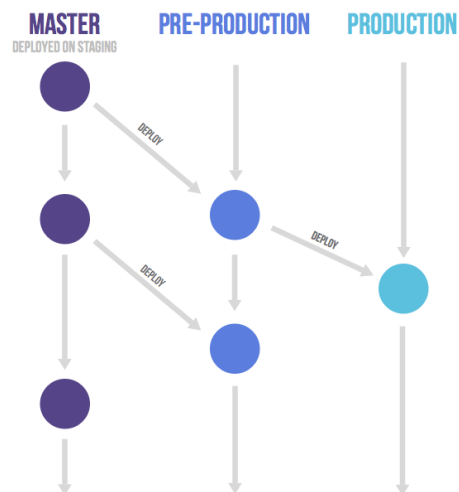 MASTER
DEPLOYED ON STAGING
PRE-PRODUCTION
PRODUCTION
DEPLOY
DEPLOY
DEPLOY